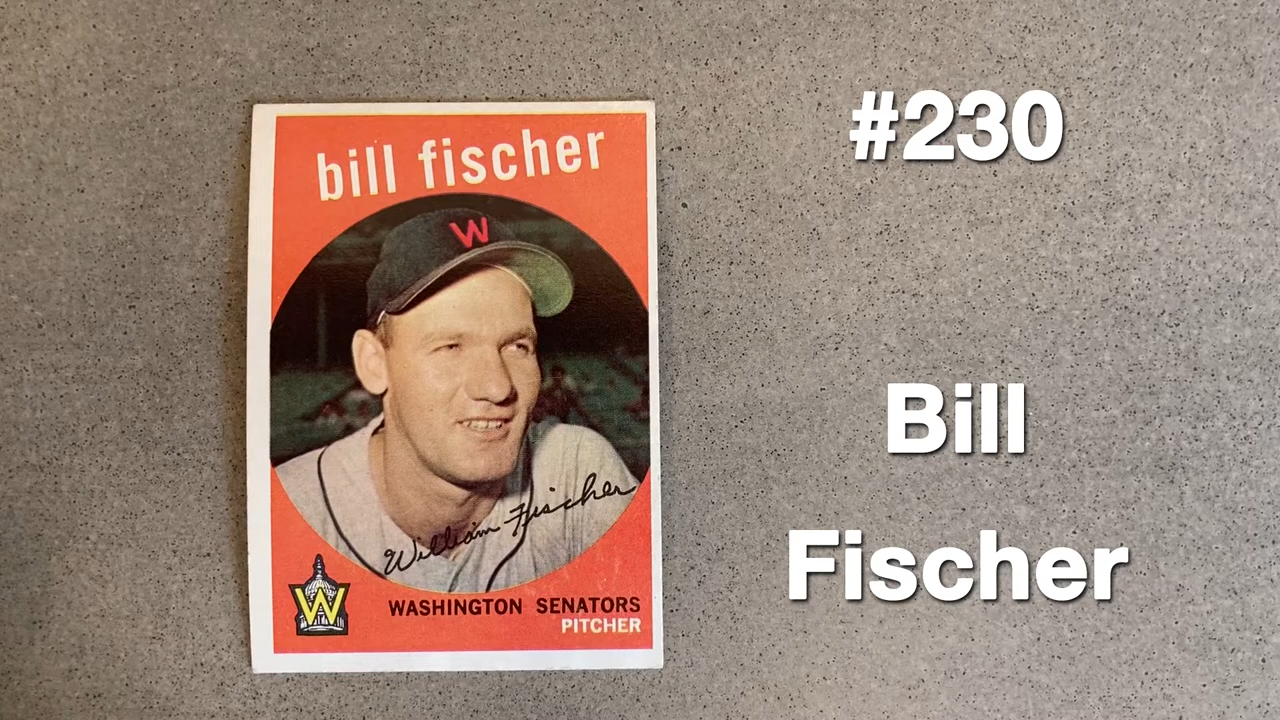 bill fischer
W
William Fischer
W
WASHINGTON SENATORS
PITCHER
#230
Bill
Fischer